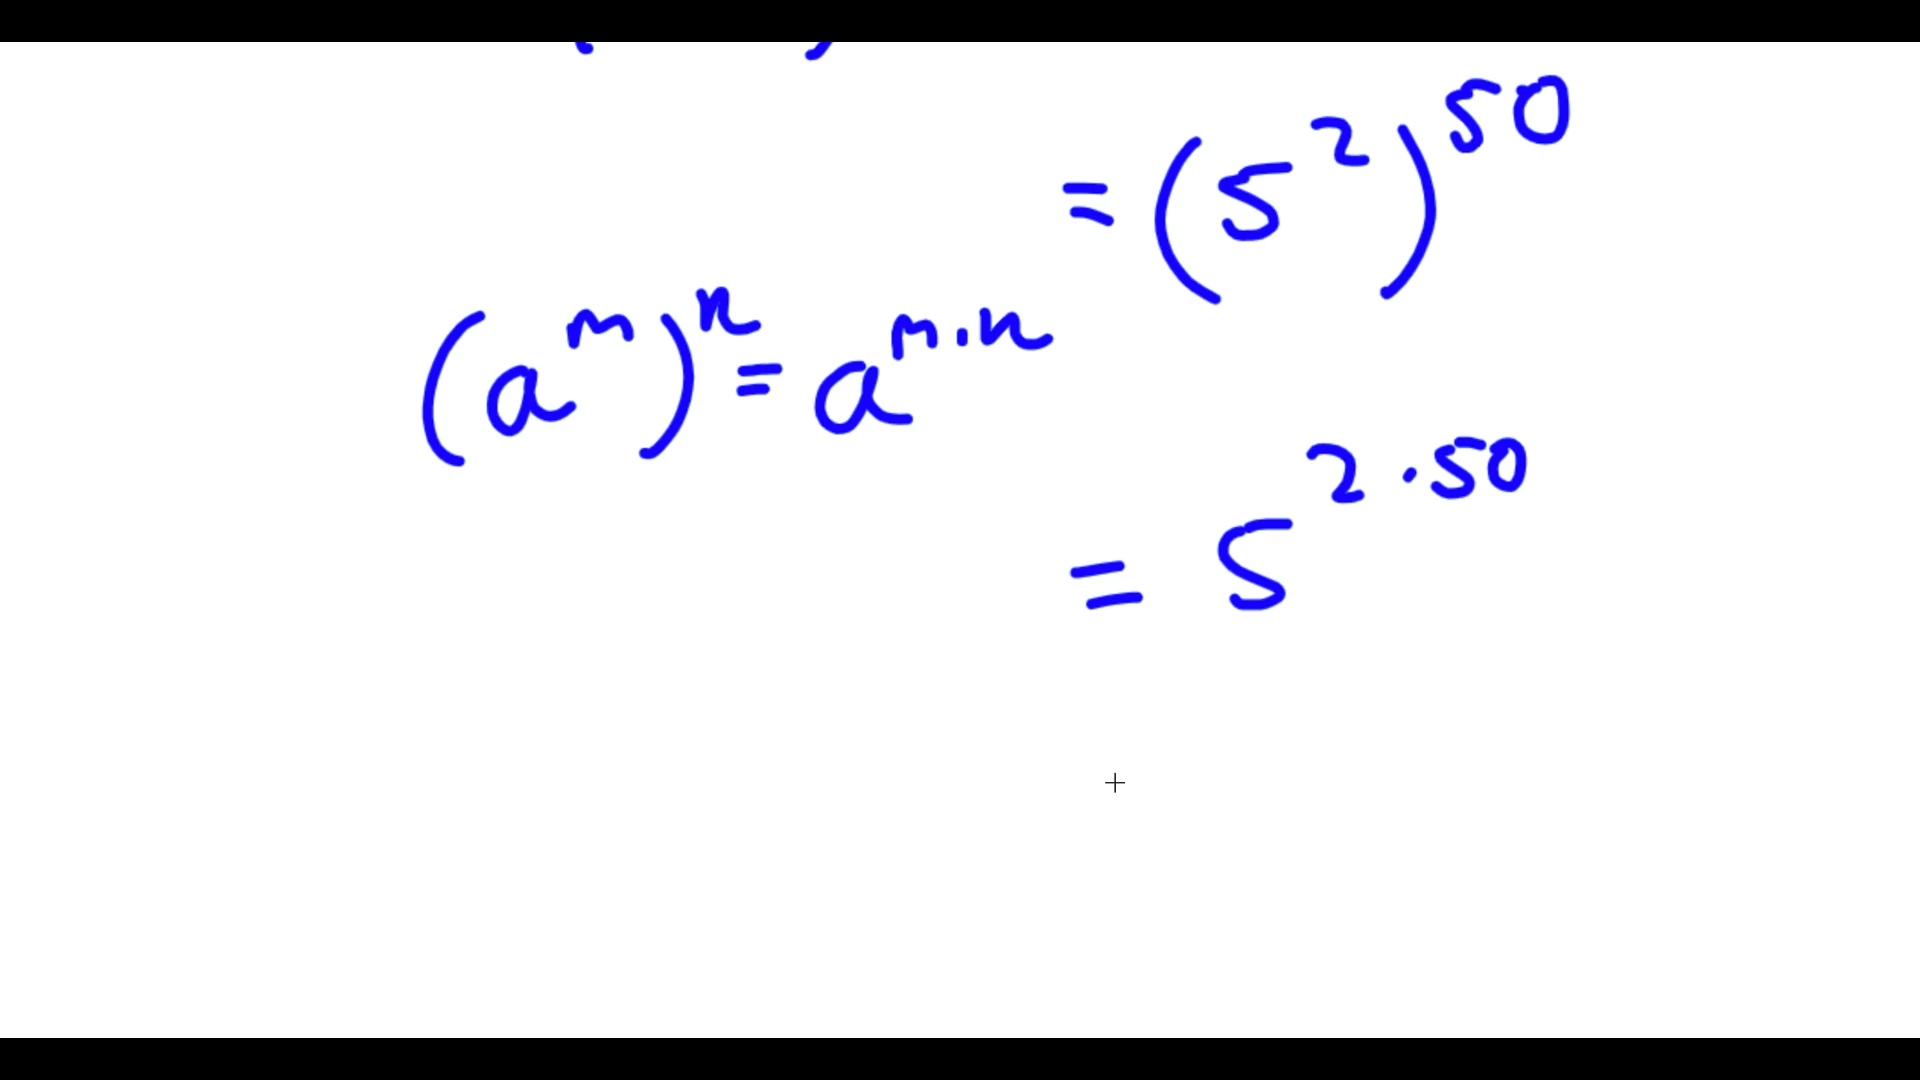 = (5²)⁵⁰
(aᵐ)ⁿ = aᵐ·ⁿ
= 5²·⁵⁰